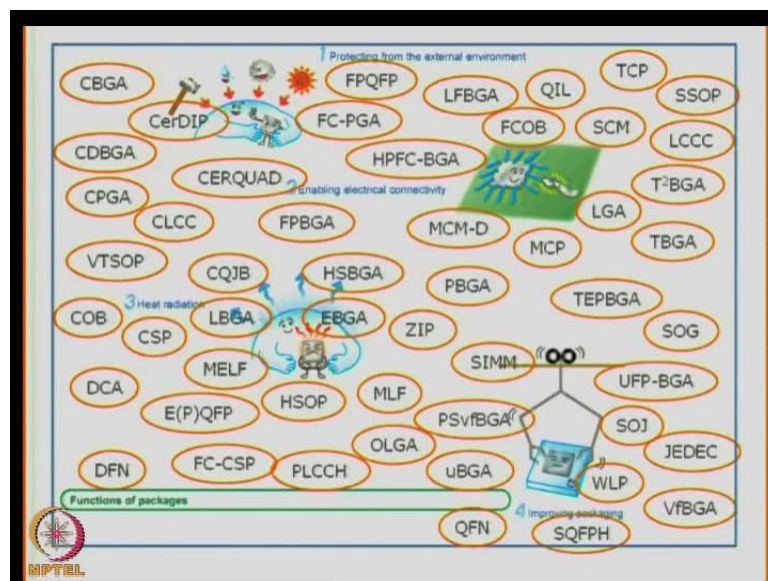 1 Protecting from the external environment
TCP
CBGA
FPQFP
LFBGA
QIL
SSOP
CerDIP
FC-PGA
FCOB
SCM
LCCC
CDBGA
HPFC-BGA
CERQUAD
2 Enabling electrical connectivity
T²BGA
CPGA
LGA
CLCC
FPBGA
MCM-D
MCP
TBGA
VTSOP
CQJB
HSBGA
PBGA
TEPBGA
3 Heat radiation
COB
LBGA
EBGA
ZIP
SOG
CSP
SIMM
MELF
UFP-BGA
DCA
HSOP
MLF
E(P)QFP
PSvfBGA
SOJ
OLGA
JEDEC
DFN
FC-CSP
PLCCH
uBGA
WLP
Functions of packages
VfBGA
4 Improving packaging
QFN
SQFPH
NPTEL